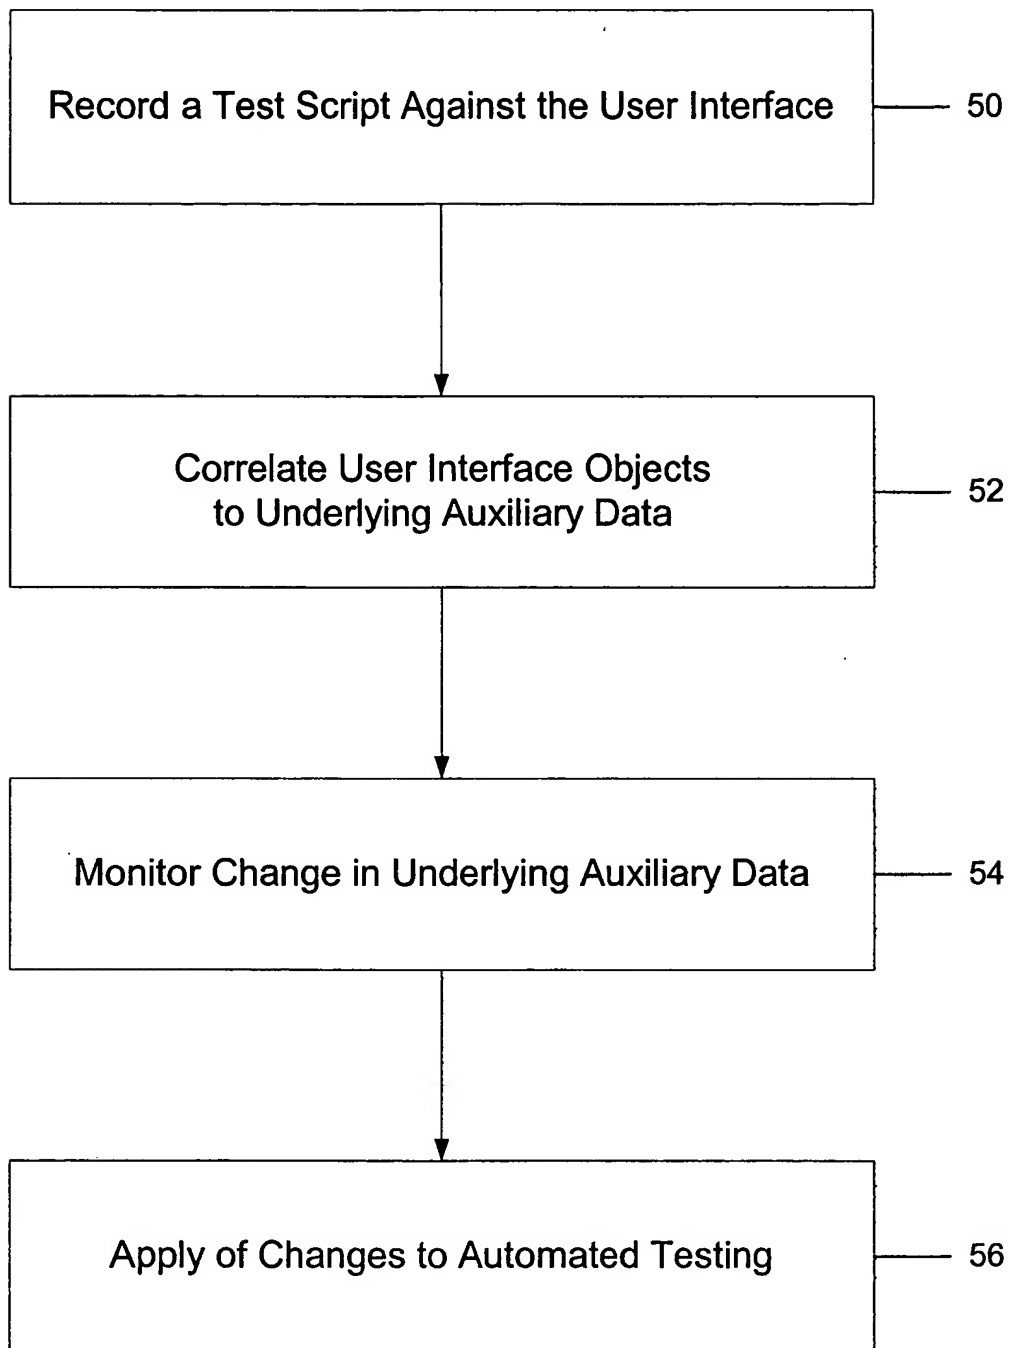 Record a Test Script Against the User Interface
50
Correlate User Interface Objects
to Underlying Auxiliary Data
52
Monitor Change in Underlying Auxiliary Data
54
Apply of Changes to Automated Testing
56